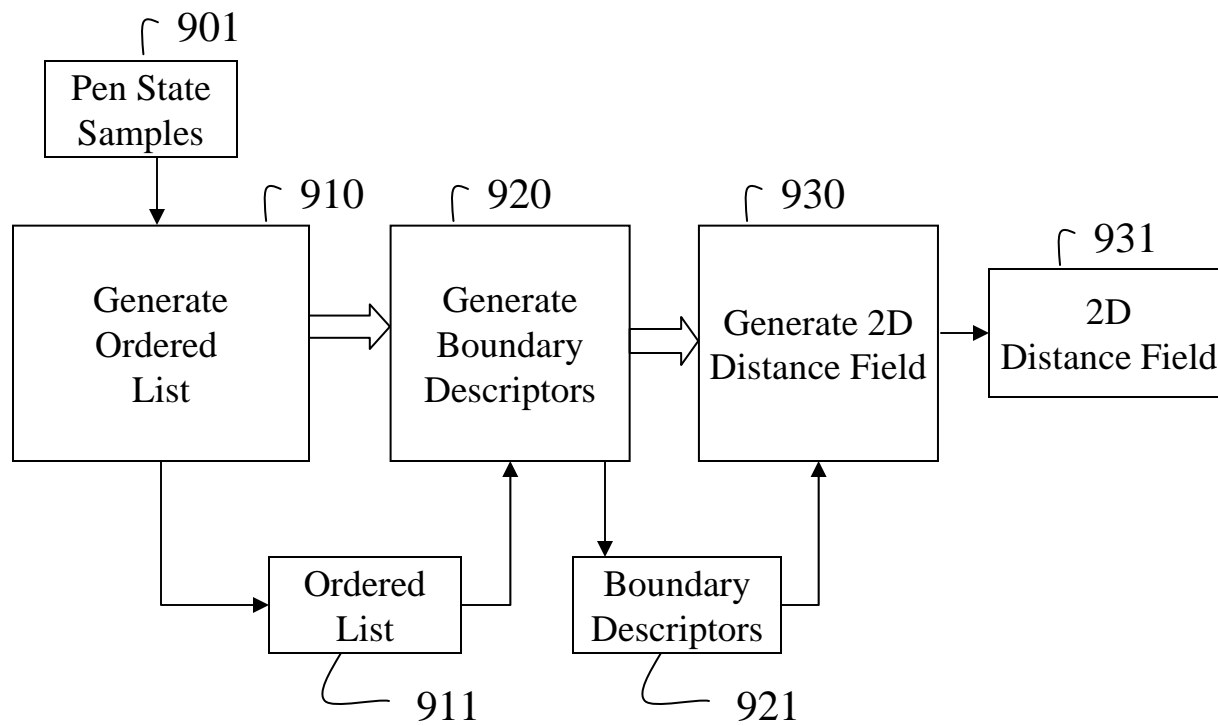 901
Pen State
Samples
910
920
930
931
Generate
Ordered
List
Generate
Boundary
Descriptors
Generate 2D
Distance Field
2D
Distance Field
Ordered
List
Boundary
Descriptors
911
921